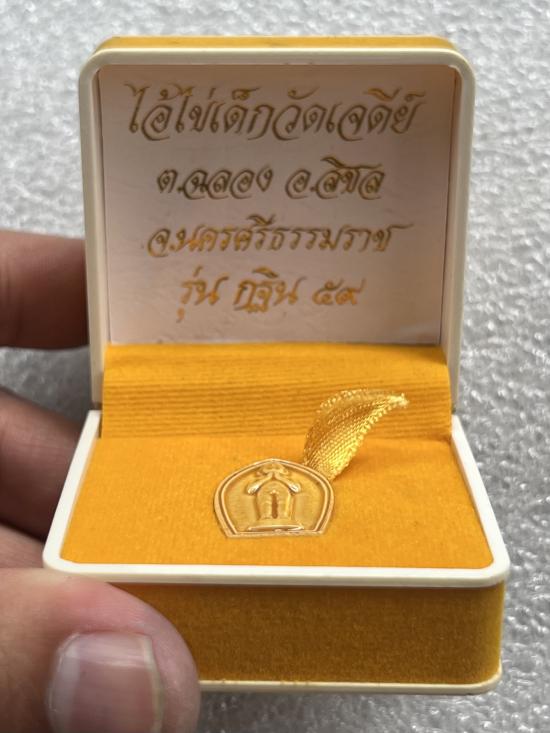 ไอ้ไข่เด็กวัดเจดีย์
ต.ฉลอง อ.สิชล
จ.นครศรีธรรมราช
รุ่น กฐิน ๕๙